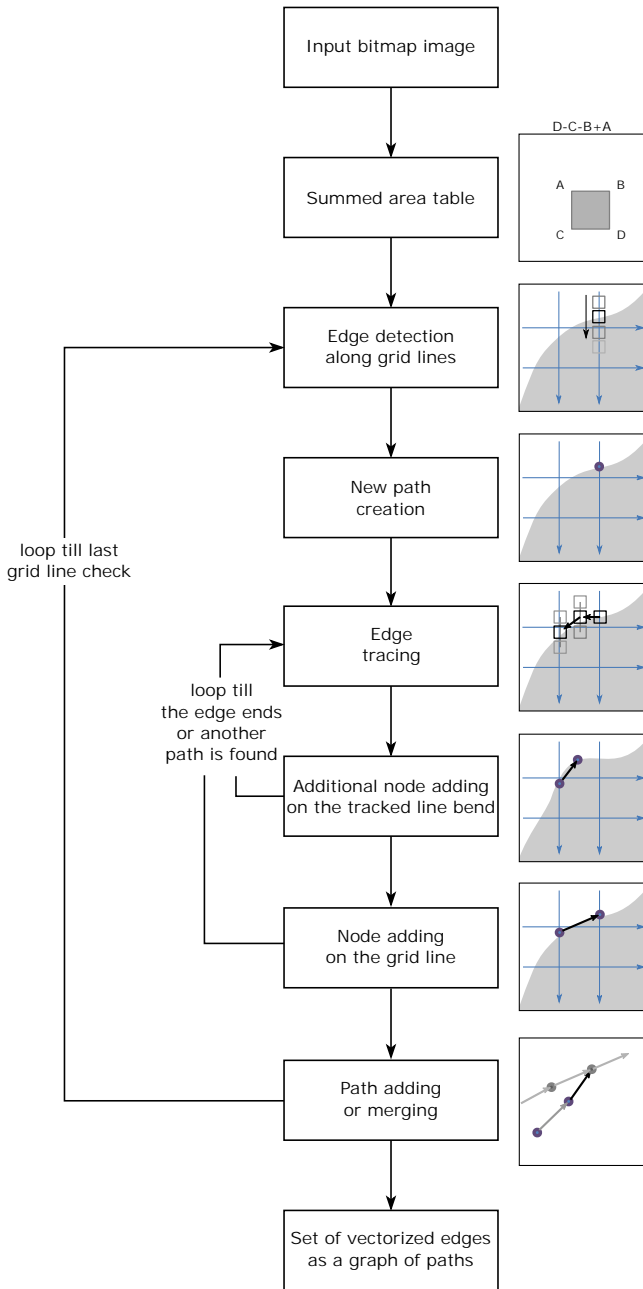 Input bitmap image
D-C-B+A
Summed area table
A
B
C
D
Edge detection
along grid lines
New path
creation
loop till last
grid line check
Edge
tracing
loop till
the edge ends
or another
path is found
Additional node adding
on the tracked line bend
Node adding
on the grid line
Path adding
or merging
Set of vectorized edges
as a graph of paths